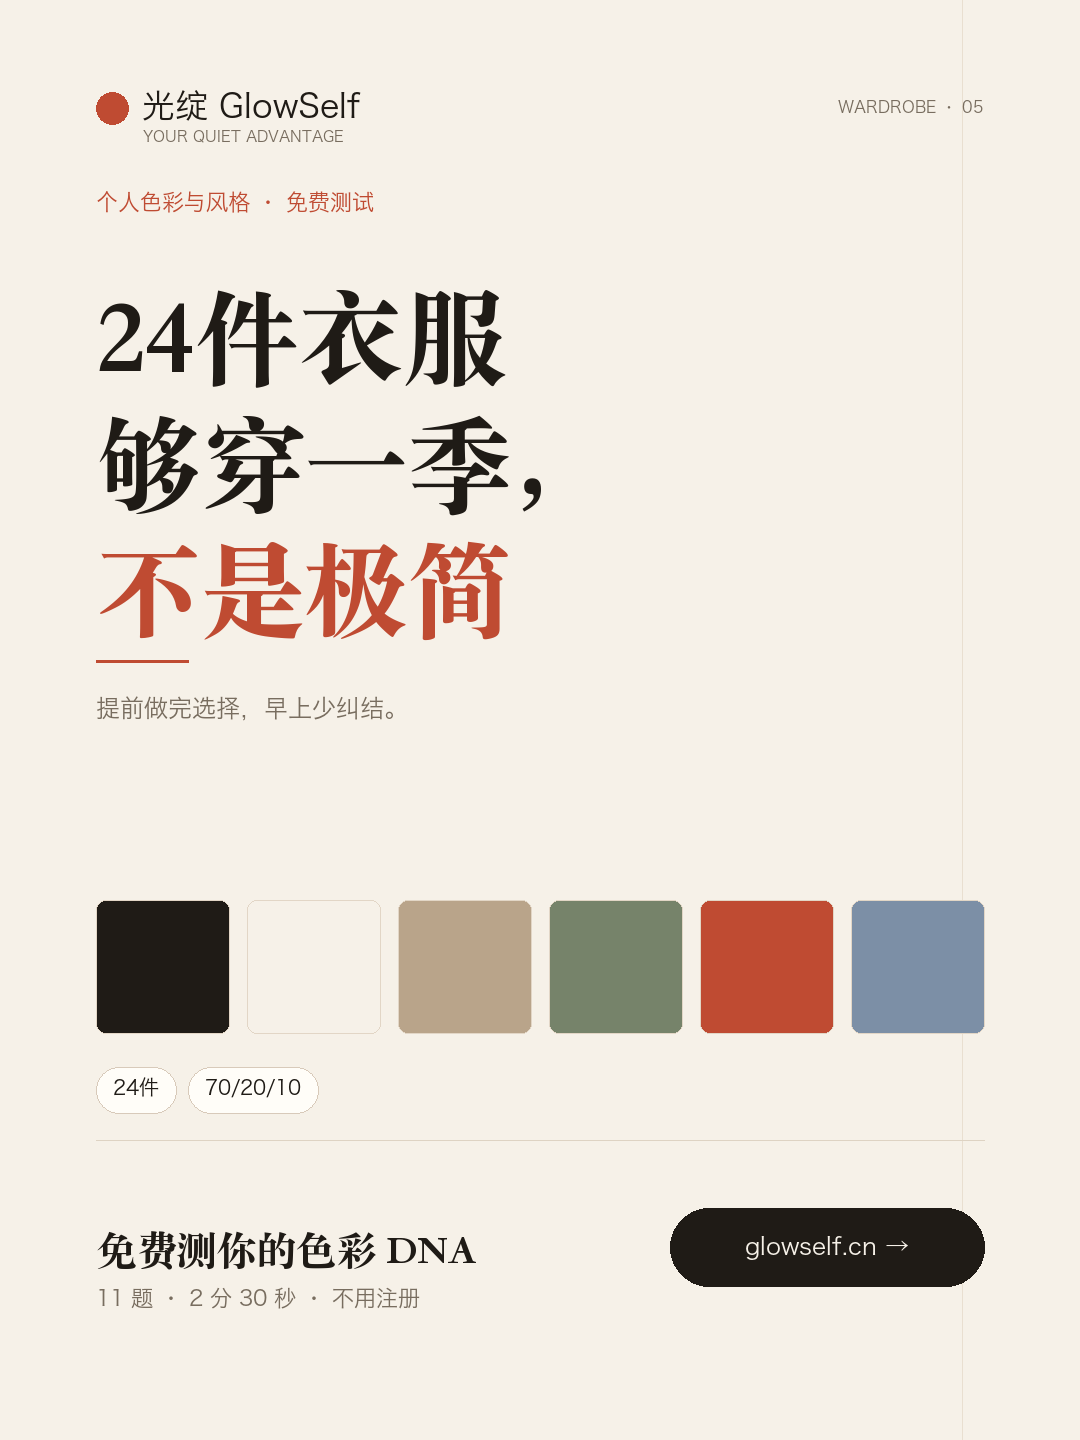 光绽 GlowSelf
YOUR QUIET ADVANTAGE
WARDROBE · 05
个人色彩与风格 · 免费测试
24件衣服
够穿一季，
不是极简
提前做完选择，早上少纠结。
24件
70/20/10
免费测你的色彩 DNA
11 题 · 2 分 30 秒 · 不用注册
glowself.cn →